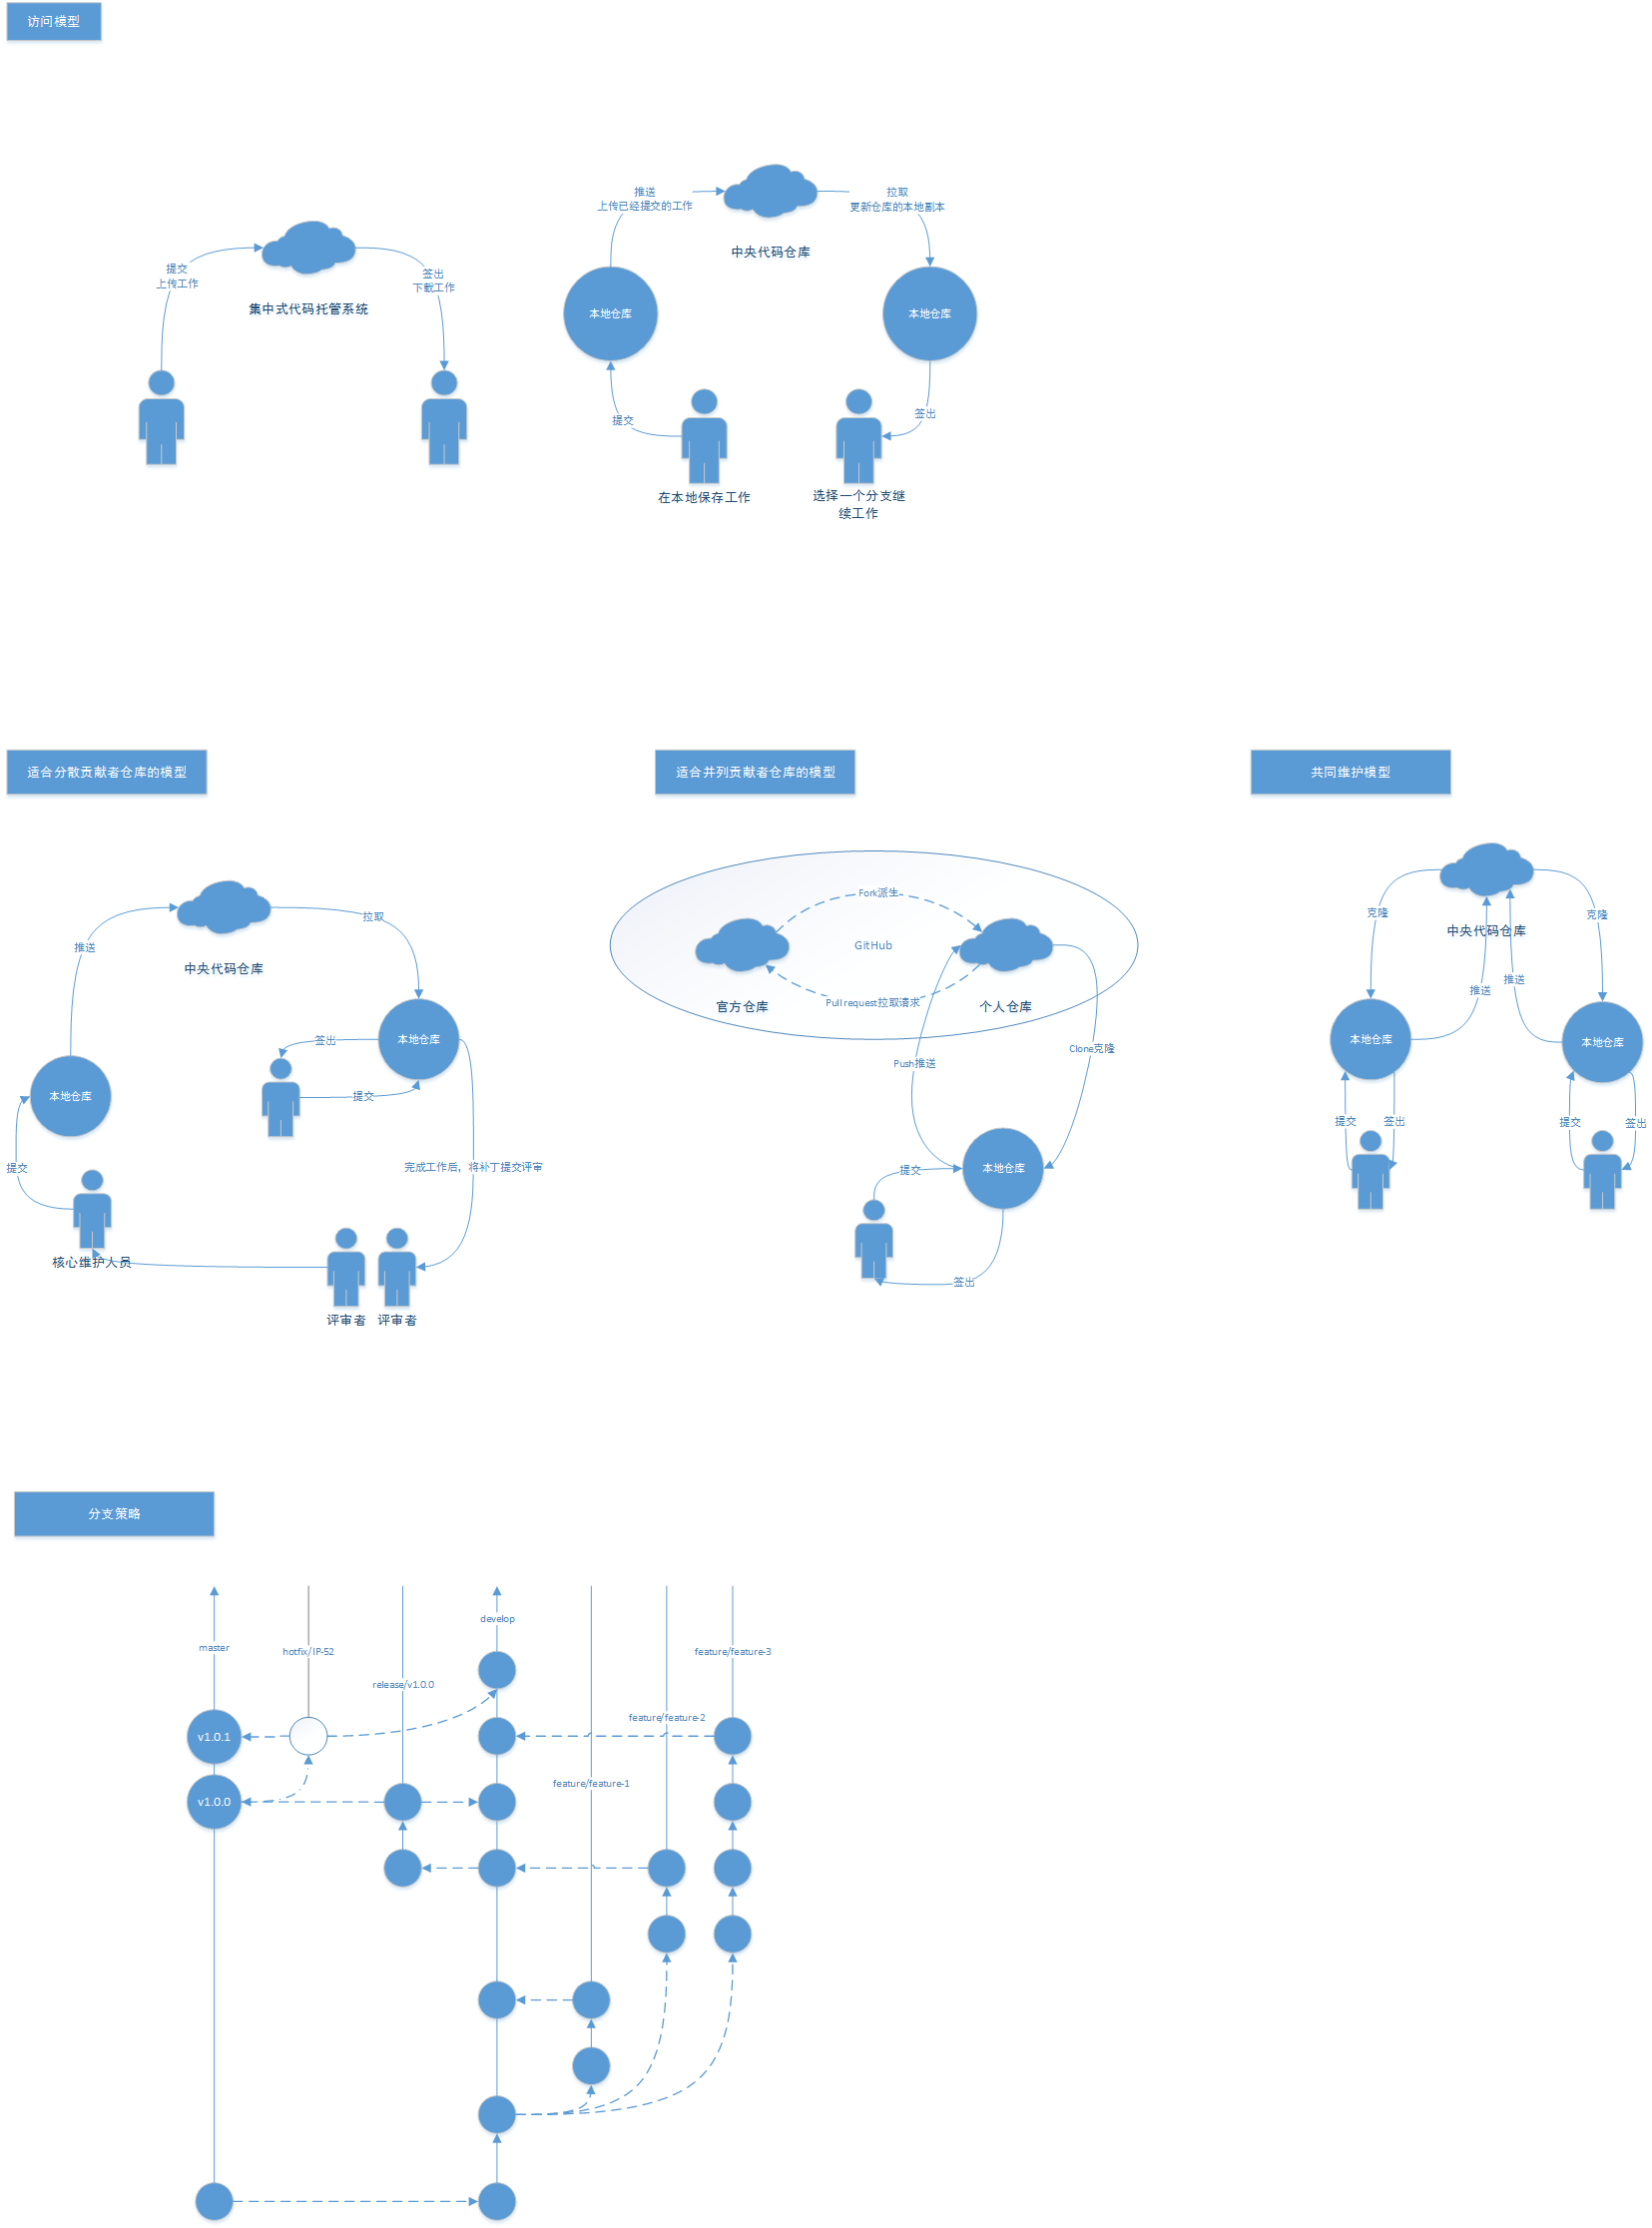 访问模型
推送
上传已经提交的工作
拉取
更新仓库的本地副本
中央代码仓库
提交
上传工作
签出
下载工作
集中式代码托管系统
本地仓库
本地仓库
提交
签出
在本地保存工作
选择一个分支继
续工作
适合分散贡献者仓库的模型
推送
拉取
中央代码仓库
签出
本地仓库
本地仓库
提交
提交
完成工作后，将补丁提交评审
核心维护人员
评审者
评审者
适合并列贡献者仓库的模型
Fork派生
GitHub
Pull request拉取请求
官方仓库
个人仓库
Clone克隆
Push推送
本地仓库
提交
签出
共同维护模型
克隆
克隆
中央代码仓库
推送
推送
本地仓库
本地仓库
提交
签出
提交
签出
分支策略
develop
master
hotfix/IP-52
feature/feature-3
release/v1.0.0
feature/feature-2
v1.0.1
feature/feature-1
v1.0.0